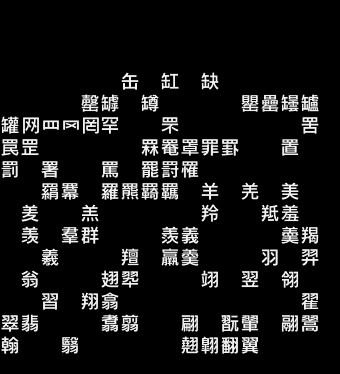 缶 缸 缺
罄罅 罇 罌罍罎罏
罐网罒罓罔罕 罘 罟
罠罡 罧罨罩罪罫 置
罰 署 罵 罸罹
羂羃 羅羆羇羈 羊 羌 美
羑 羔 羚 羝羞
羡 羣群 羨義 羮羯
羲 羶 羸羹 羽 羿
翁 翅翆 翊 翌 翎
習 翔翕 翟
翠翡 翥翦 翩 翫翬 翮翯
翰 翳 翹翺翻翼